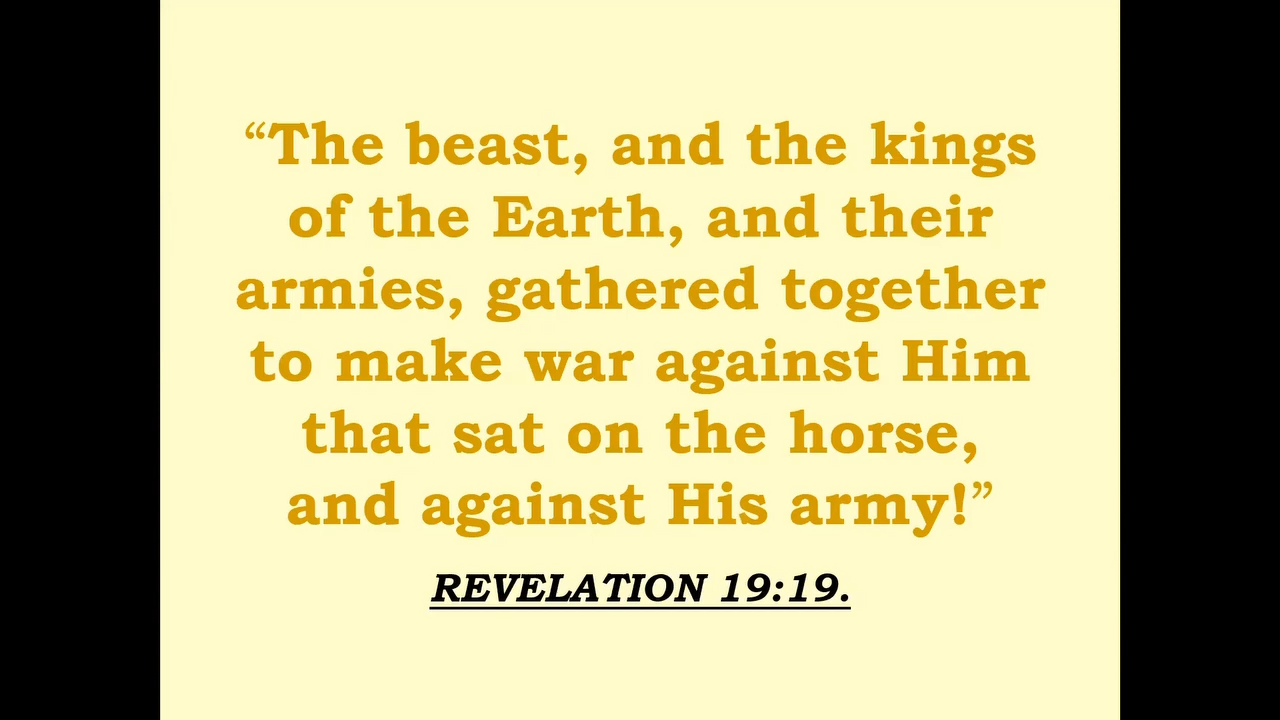 “The beast, and the kings
of the Earth, and their
armies, gathered together
to make war against Him
that sat on the horse,
and against His army!”
REVELATION 19:19.